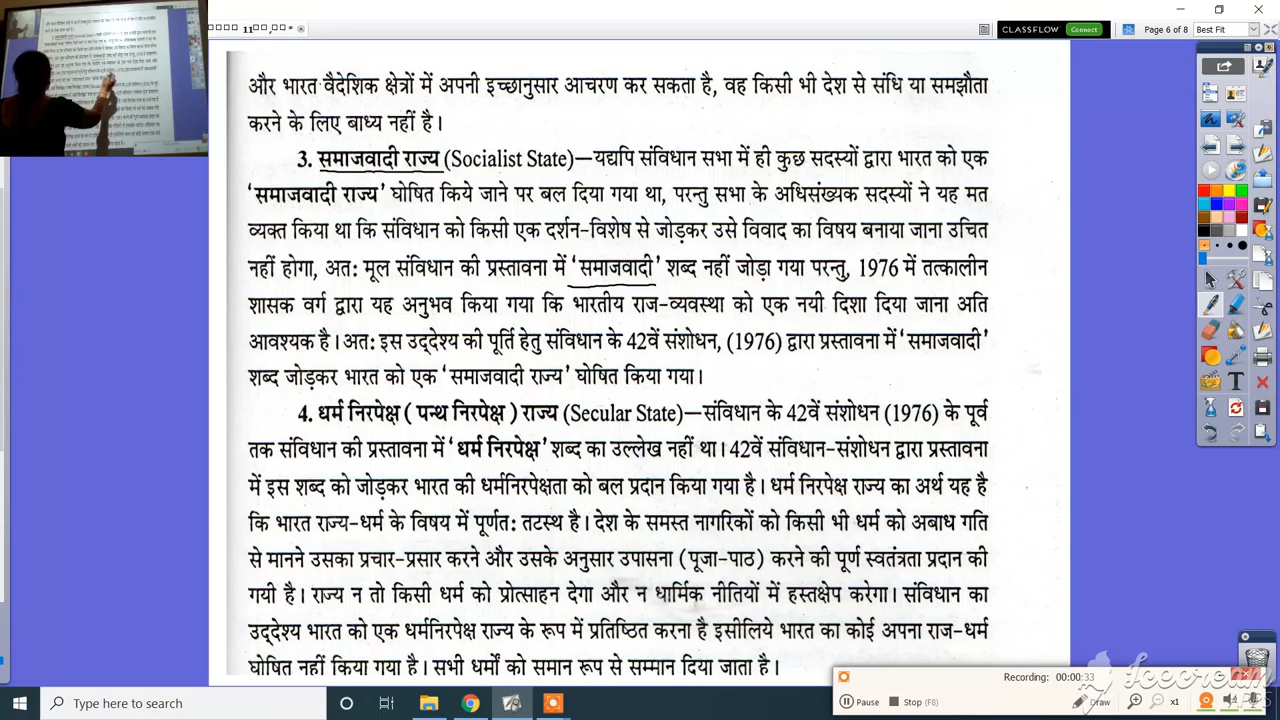 11
CLASSFLOW Connect
Page 6 of 8
Best Fit
और भारत वैदेशिक क्षेत्रों में अपनी इच्छानुसार आचरण कर सकता है, वह किसी भी देश से संधि या समझौता
करने के लिए बाध्य नहीं है।
3. समाजवादी राज्य (Socialist State)—यद्यपि संविधान सभा में ही कुछ सदस्यों द्वारा भारत को एक
‘समाजवादी राज्य’ घोषित किये जाने पर बल दिया गया था, परन्तु सभा के अधिसंख्यक सदस्यों ने यह मत
व्यक्त किया था कि संविधान को किसी एक दर्शन-विशेष से जोड़कर उसे विवाद का विषय बनाया जाना उचित
नहीं होगा, अत: मूल संविधान की प्रस्तावना में ‘समाजवादी’ शब्द नहीं जोड़ा गया परन्तु, 1976 में तत्कालीन
शासक वर्ग द्वारा यह अनुभव किया गया कि भारतीय राज-व्यवस्था को एक नयी दिशा दिया जाना अति
आवश्यक है। अत: इस उद्देश्य की पूर्ति हेतु संविधान के 42वें संशोधन, (1976) द्वारा प्रस्तावना में ‘समाजवादी’
शब्द जोड़कर भारत को एक ‘समाजवादी राज्य’ घोषित किया गया।
4. धर्म निरपेक्ष ( पन्थ निरपेक्ष ) राज्य (Secular State)—संविधान के 42वें संशोधन (1976) के पूर्व
तक संविधान की प्रस्तावना में ‘धर्म निरपेक्ष’ शब्द का उल्लेख नहीं था। 42वें संविधान-संशोधन द्वारा प्रस्तावना
में इस शब्द को जोड़कर भारत की धर्मनिरपेक्षता को बल प्रदान किया गया है। धर्म निरपेक्ष राज्य का अर्थ यह है
कि भारत राज्य-धर्म के विषय में पूर्णत: तटस्थ है। देश के समस्त नागरिकों को किसी भी धर्म को अबाध गति
से मानने उसका प्रचार-प्रसार करने और उसके अनुसार उपासना (पूजा-पाठ) करने की पूर्ण स्वतंत्रता प्रदान की
गयी है। राज्य न तो किसी धर्म को प्रोत्साहन देगा और न धार्मिक नीतियों में हस्तक्षेप करेगा। संविधान का
उद्देश्य भारत को एक धर्मनिरपेक्ष राज्य के रूप में प्रतिष्ठित करना है इसीलिये भारत का कोई अपना राज-धर्म
घोषित नहीं किया गया है। सभी धर्मों को समान रूप से सम्मान दिया जाता है।
Recording: 00:00:33
Pause Stop (F8) Draw x1
Icecream
APPS
Type here to search